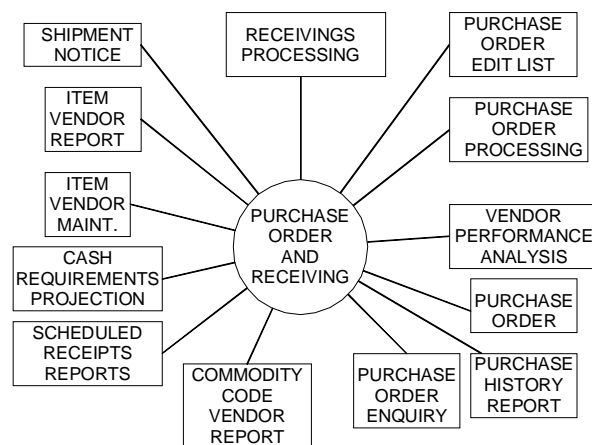 SHIPMENT
NOTICE
RECEIVINGS
PROCESSING
PURCHASE
ORDER
EDIT LIST
ITEM
VENDOR
REPORT
PURCHASE
ORDER
PROCESSING
ITEM
VENDOR
MAINT.
PURCHASE
ORDER
AND
RECEIVING
VENDOR
PERFORMANCE
ANALYSIS
CASH
REQUIREMENTS
PROJECTION
PURCHASE
ORDER
SCHEDULED
RECEIPTS
REPORTS
COMMODITY
CODE
VENDOR
REPORT
PURCHASE
ORDER
ENQUIRY
PURCHASE
HISTORY
REPORT